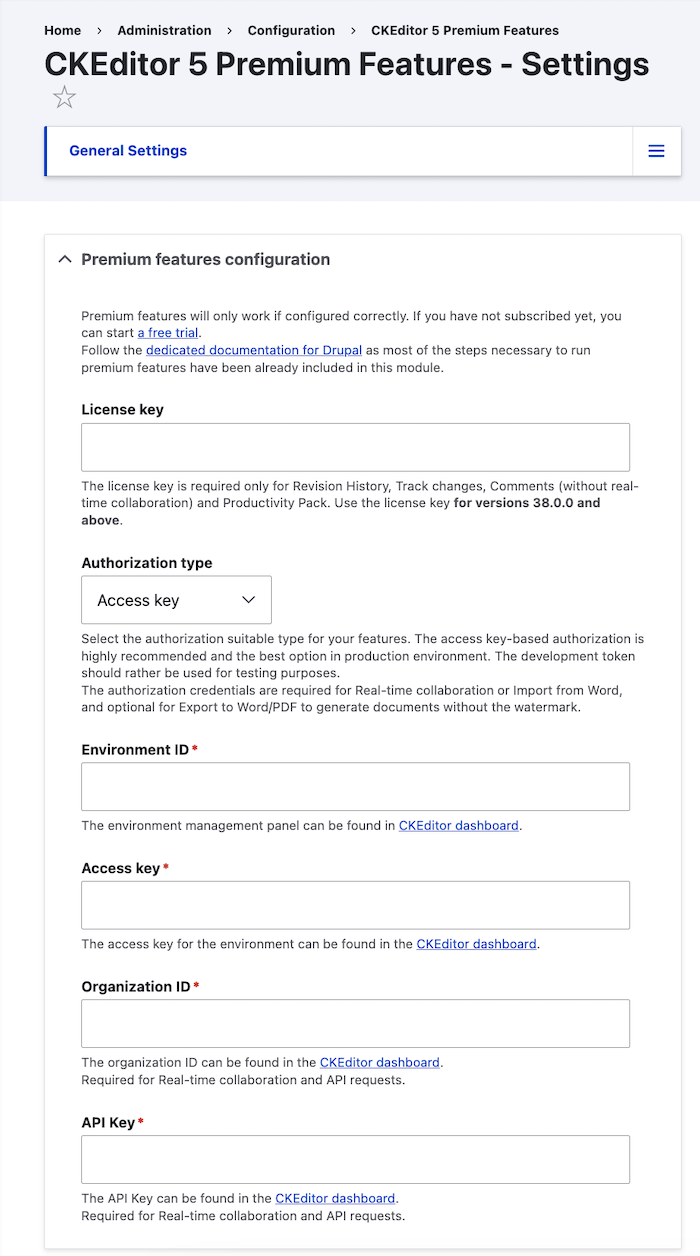 Home > Administration > Configuration > CKEditor 5 Premium Features
CKEditor 5 Premium Features - Settings
General Settings
Premium features configuration
Premium features will only work if configured correctly. If you have not subscribed yet, you
can start a free trial.
Follow the dedicated documentation for Drupal as most of the steps necessary to run
premium features have been already included in this module.
License key
The license key is required only for Revision History, Track changes, Comments (without real-
time collaboration) and Productivity Pack. Use the license key for versions 38.0.0 and
above.
Authorization type
Access key
Select the authorization suitable type for your features. The access key-based authorization is
highly recommended and the best option in production environment. The development token
should rather be used for testing purposes.
The authorization credentials are required for Real-time collaboration or Import from Word,
and optional for Export to Word/PDF to generate documents without the watermark.
Environment ID*
The environment management panel can be found in CKEditor dashboard.
Access key*
The access key for the environment can be found in the CKEditor dashboard.
Organization ID*
The organization ID can be found in the CKEditor dashboard.
Required for Real-time collaboration and API requests.
API Key*
The API Key can be found in the CKEditor dashboard.
Required for Real-time collaboration and API requests.